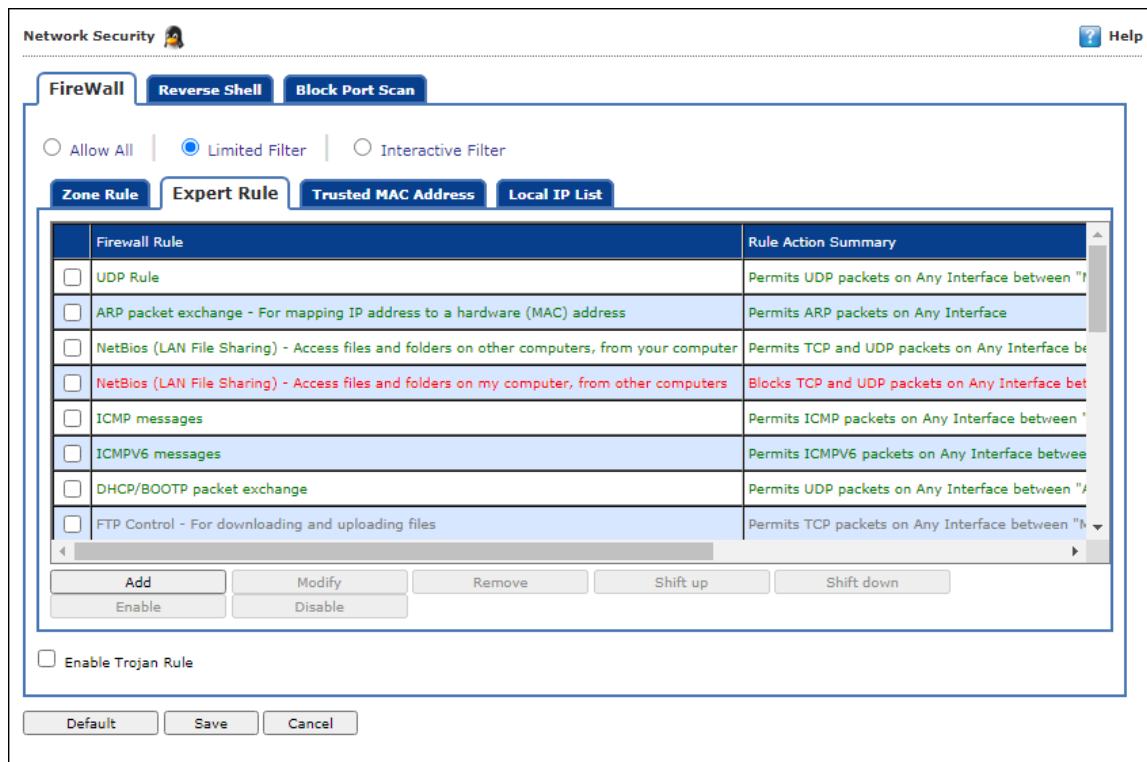 Network Security Help
FireWall Reverse Shell Block Port Scan
Allow All Limited Filter Interactive Filter
Zone Rule Expert Rule Trusted MAC Address Local IP List
Firewall Rule Rule Action Summary
UDP Rule Permits UDP packets on Any Interface between
ARP packet exchange - For mapping IP address to a hardware (MAC) address Permits ARP packets on Any Interface
NetBios (LAN File Sharing) - Access files and folders on other computers, from your computer Permits TCP and UDP packets on Any Interface be
NetBios (LAN File Sharing) - Access files and folders on my computer, from other computers Blocks TCP and UDP packets on Any Interface bet
ICMP messages Permits ICMP packets on Any Interface between "
ICMPV6 messages Permits ICMPV6 packets on Any Interface betwee
DHCP/BOOTP packet exchange Permits UDP packets on Any Interface between "A
FTP Control - For downloading and uploading files Permits TCP packets on Any Interface between "M
Add Modify Remove Shift up Shift down
Enable Disable
Enable Trojan Rule
Default Save Cancel